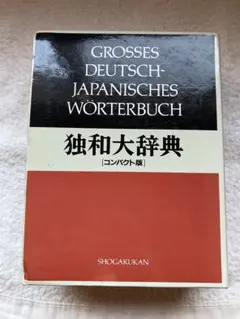 GROSSES
DEUTSCH-
JAPANISCHES
WÖRTERBUCH
独和大辞典
[コンパクト版]
SHOGAKUKAN